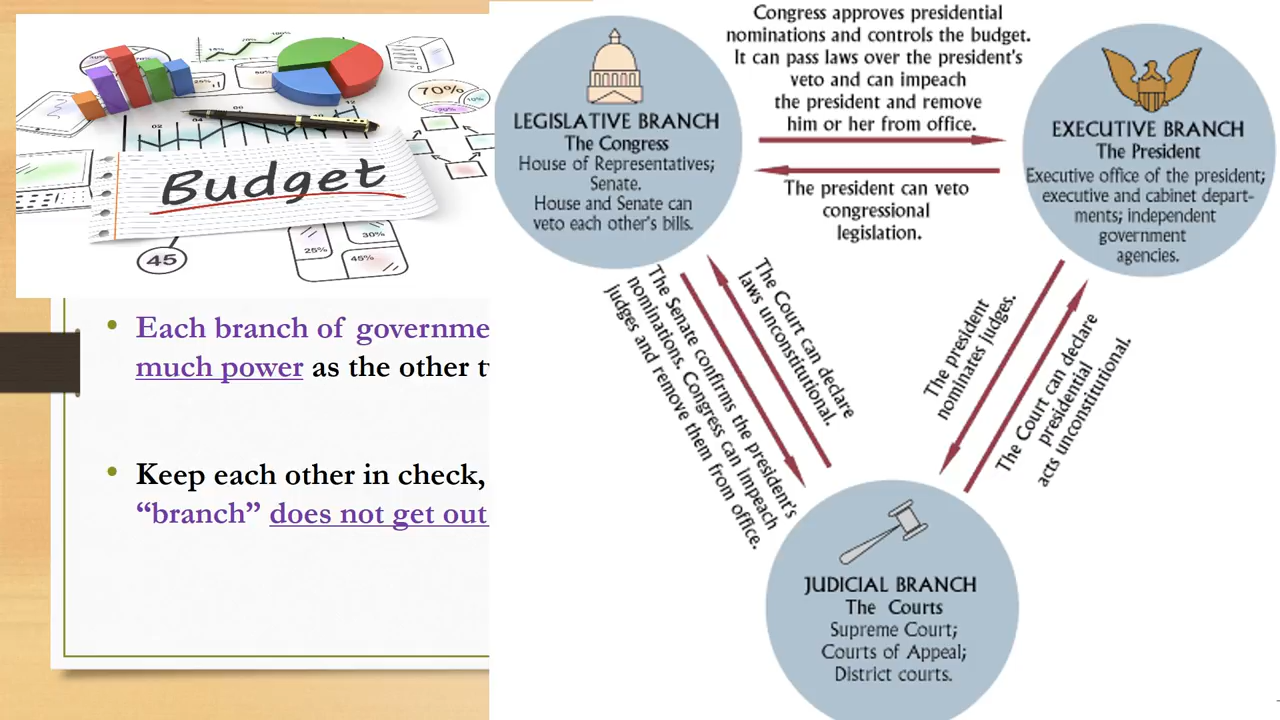 70%
10%
70%
Budget
45
25%
30%
45%
Each branch of governme
much power as the other tw
Keep each other in check,
“branch” does not get out
LEGISLATIVE BRANCH
The Congress
House of Representatives;
Senate.
House and Senate can
veto each other's bills.
Congress approves presidential
nominations and controls the budget.
It can pass laws over the president's
veto and can impeach
the president and remove
him or her from office.
The president can veto
congressional
legislation.
EXECUTIVE BRANCH
The President
Executive office of the president;
executive and cabinet depart-
ments; independent
government
agencies.
The Senate confirms the president's
nominations. Congress can impeach
judges and remove them from office.
The Court can declare
laws unconstitutional.
The president
nominates judges.
The Court can declare
presidential
acts unconstitutional.
JUDICIAL BRANCH
The Courts
Supreme Court;
Courts of Appeal;
District courts.